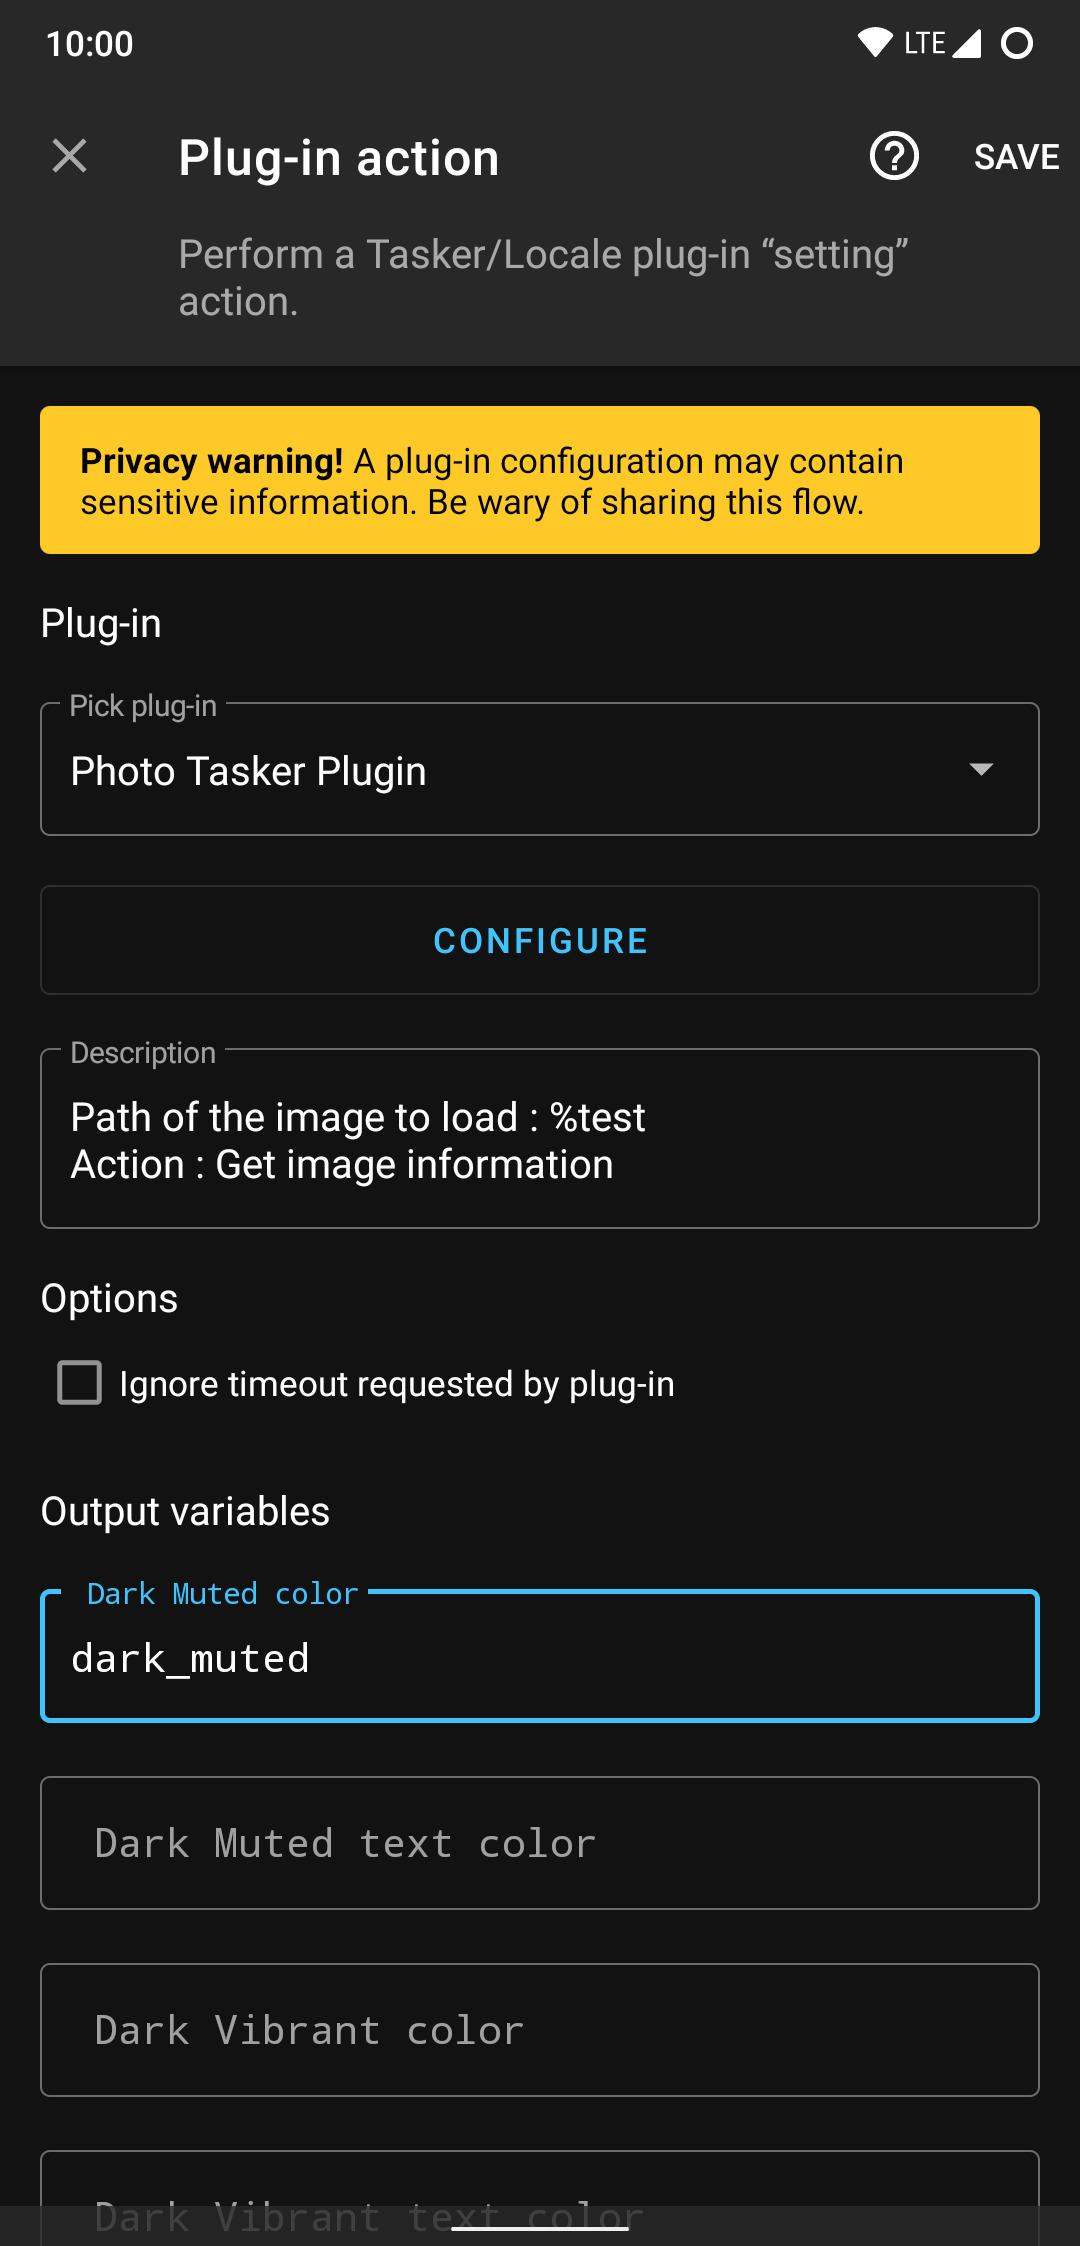 10:00
LTE
Plug-in action
SAVE
Perform a Tasker/Locale plug-in “setting”
action.
Privacy warning! A plug-in configuration may contain
sensitive information. Be wary of sharing this flow.
Plug-in
Pick plug-in
Photo Tasker Plugin
CONFIGURE
Description
Path of the image to load : %test
Action : Get image information
Options
Ignore timeout requested by plug-in
Output variables
Dark Muted color
dark_muted
Dark Muted text color
Dark Vibrant color
Dark Vibrant text color